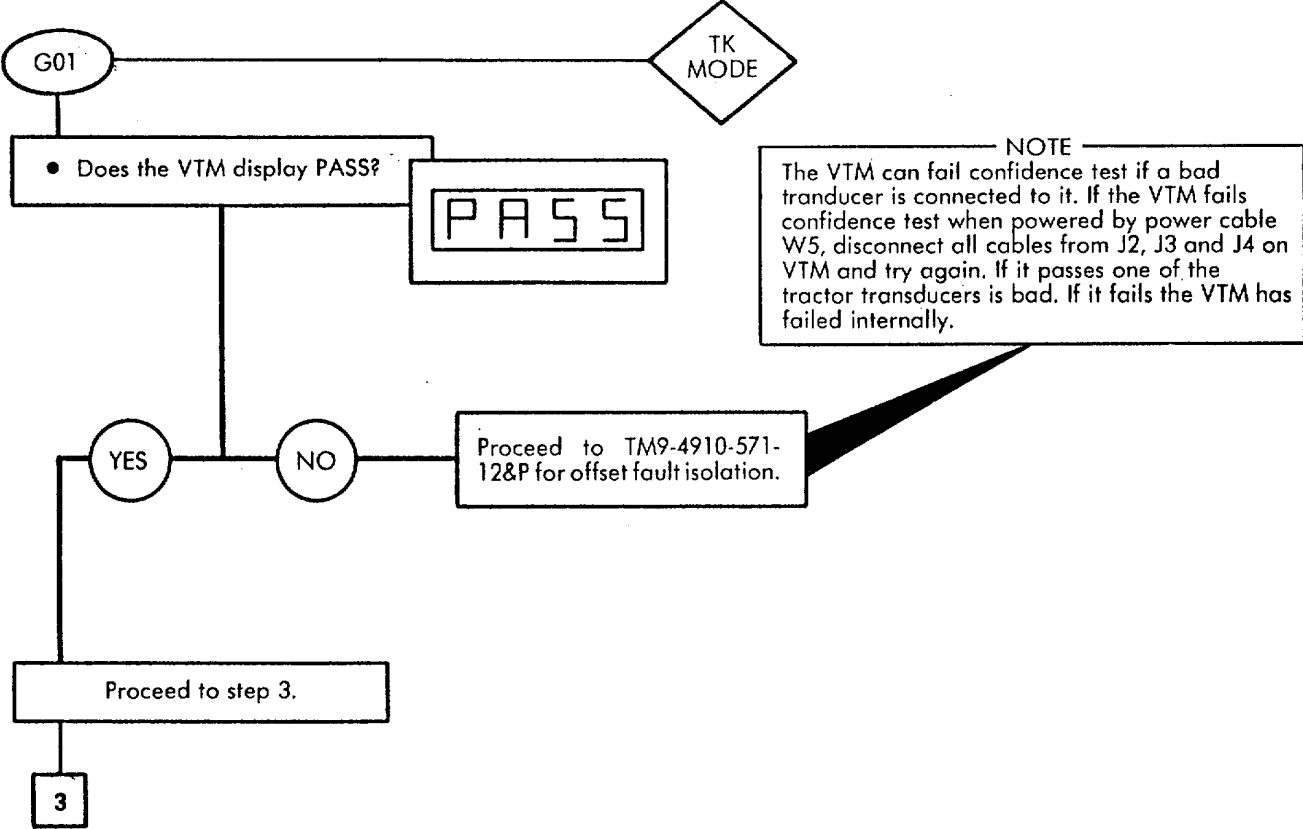 G01
TK
MODE
● Does the VTM display PASS?
PASS
NOTE
The VTM can fail confidence test if a bad
tranducer is connected to it. If the VTM fails
confidence test when powered by power cable
W5, disconnect all cables from J2, J3 and J4 on
VTM and try again. If it passes one of the
tractor transducers is bad. If it fails the VTM has
failed internally.
YES
NO
Proceed to TM9-4910-571-
12&P for offset fault isolation.
Proceed to step 3.
3